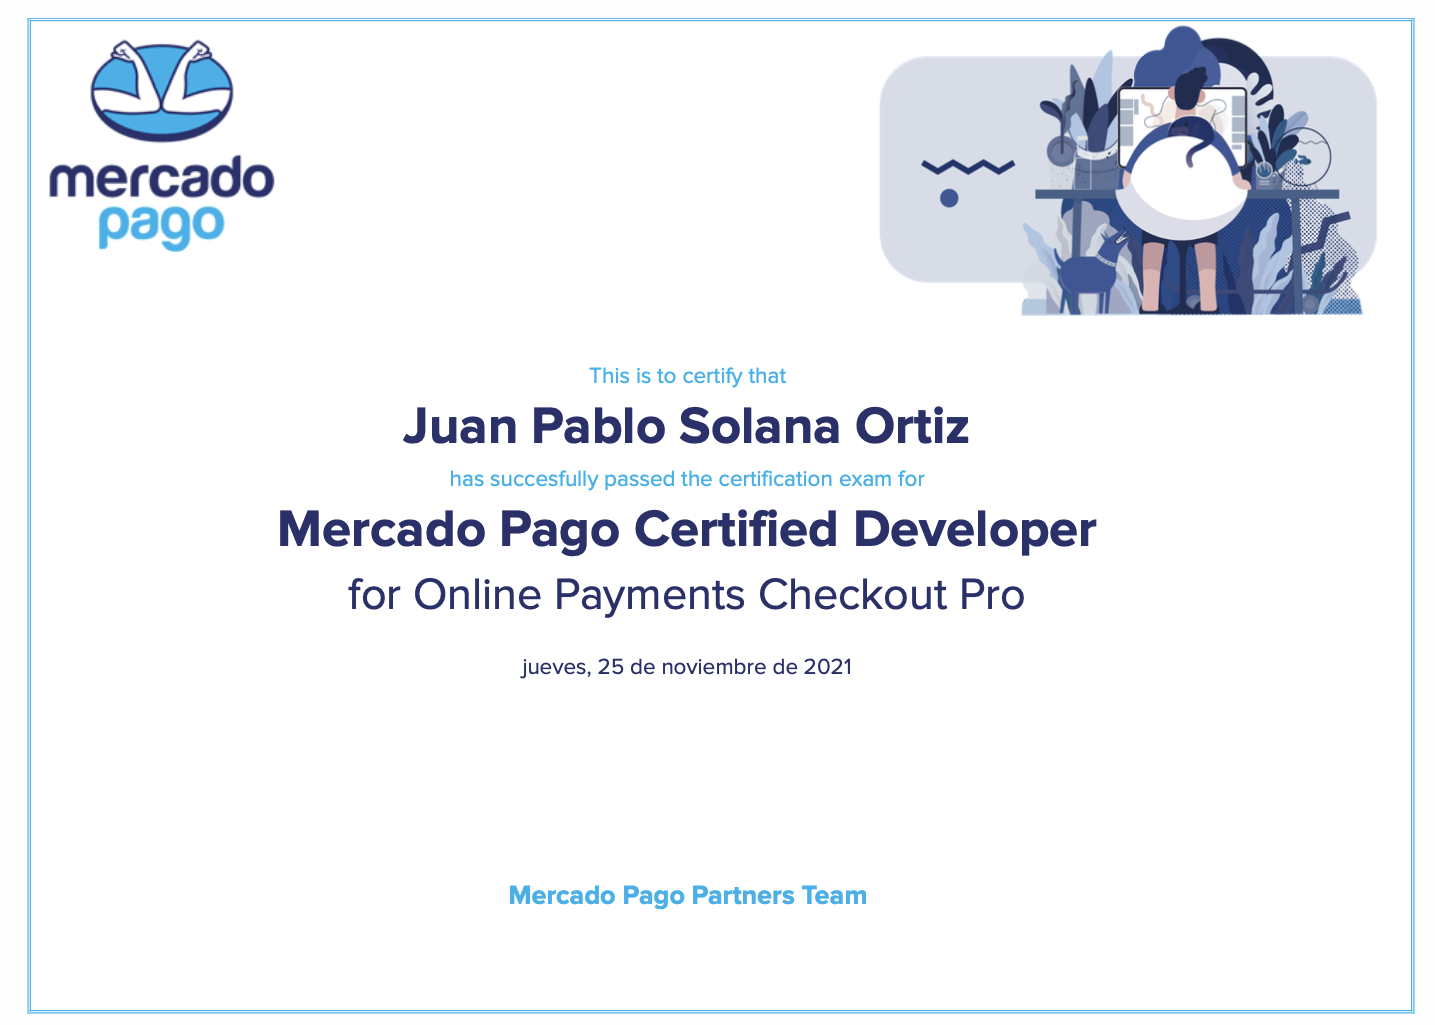 mercado
pago
This is to certify that
Juan Pablo Solana Ortiz
has succesfully passed the certification exam for
Mercado Pago Certified Developer
for Online Payments Checkout Pro
jueves, 25 de noviembre de 2021
Mercado Pago Partners Team